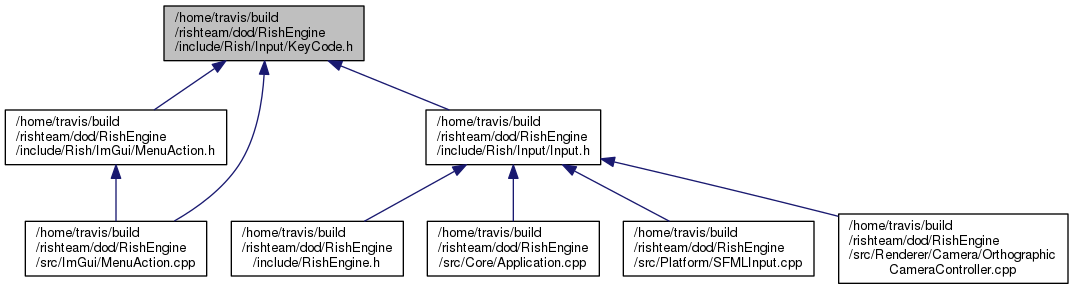 /home/travis/build
/rishteam/dod/RishEngine
/include/Rish/Input/KeyCode.h
/home/travis/build
/rishteam/dod/RishEngine
/include/Rish/ImGui/MenuAction.h
/home/travis/build
/rishteam/dod/RishEngine
/include/Rish/Input/Input.h
/home/travis/build
/rishteam/dod/RishEngine
/src/ImGui/MenuAction.cpp
/home/travis/build
/rishteam/dod/RishEngine
/include/RishEngine.h
/home/travis/build
/rishteam/dod/RishEngine
/src/Core/Application.cpp
/home/travis/build
/rishteam/dod/RishEngine
/src/Platform/SFMLInput.cpp
/home/travis/build
/rishteam/dod/RishEngine
/src/Renderer/Camera/Orthographic
CameraController.cpp